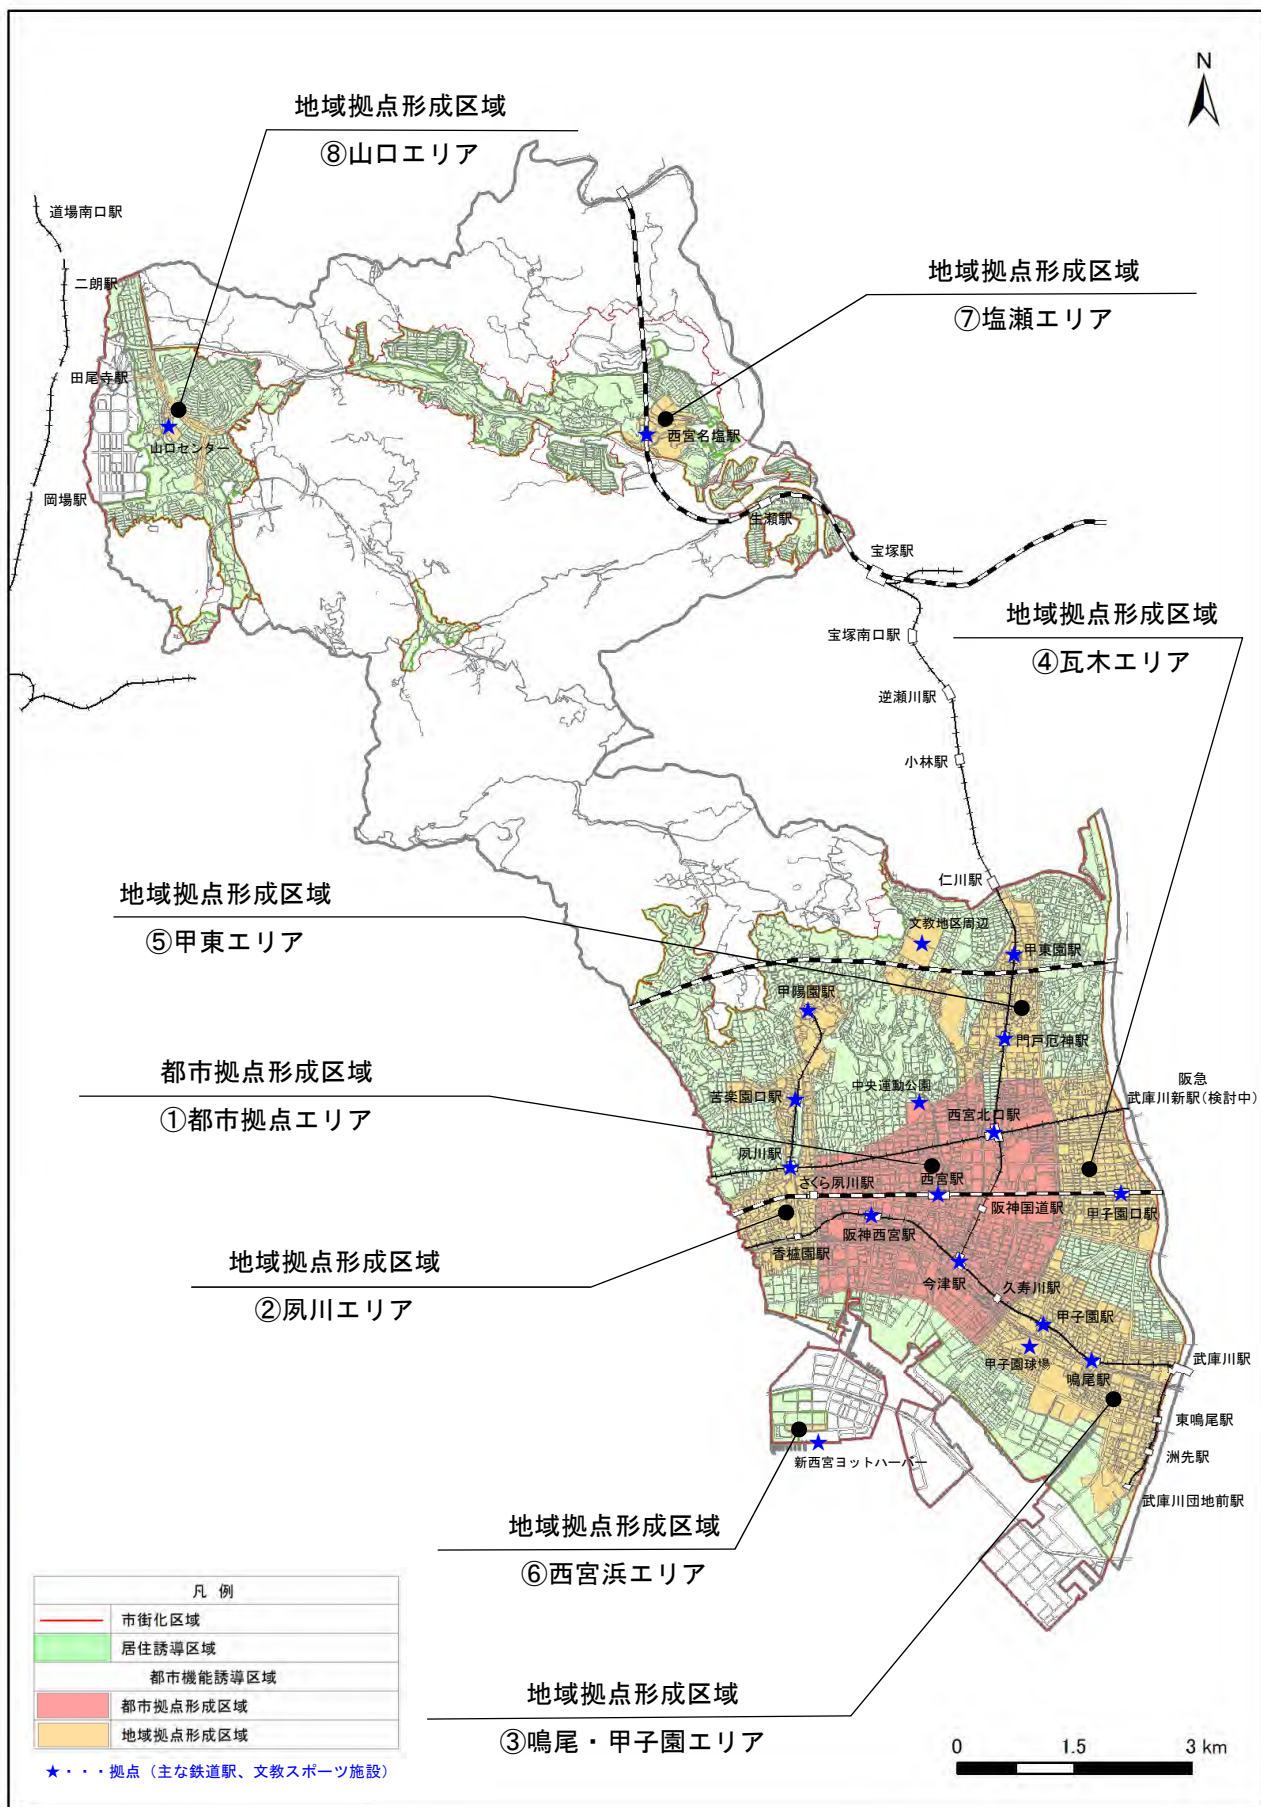 N
地域拠点形成区域
⑧山口エリア
道場南口駅
二朗駅
地域拠点形成区域
⑦塩瀬エリア
田尾寺駅
山口センター
西宮名塩駅
岡場駅
生瀬駅
宝塚駅
地域拠点形成区域
④瓦木エリア
宝塚南口駅
逆瀬川駅
小林駅
仁川駅
地域拠点形成区域
⑤甲東エリア
文教地区周辺
甲東園駅
甲陽園駅
門戸厄神駅
都市拠点形成区域
①都市拠点エリア
苦楽園口駅
中央運動公園
西宮北口駅
阪急
武庫川新駅(検討中)
夙川駅
さくら夙川駅
西宮駅
阪神国道駅
甲子園口駅
阪神西宮駅
香櫨園駅
地域拠点形成区域
②夙川エリア
今津駅
久寿川駅
甲子園駅
甲子園球場
鳴尾駅
武庫川駅
東鳴尾駅
洲先駅
武庫川団地前駅
新西宮ヨットハーバー
地域拠点形成区域
⑥西宮浜エリア
凡 例
市街化区域
居住誘導区域
都市機能誘導区域
都市拠点形成区域
地域拠点形成区域
★・・・拠点（主な鉄道駅、文教スポーツ施設）
地域拠点形成区域
③鳴尾・甲子園エリア
0 1.5 3 km